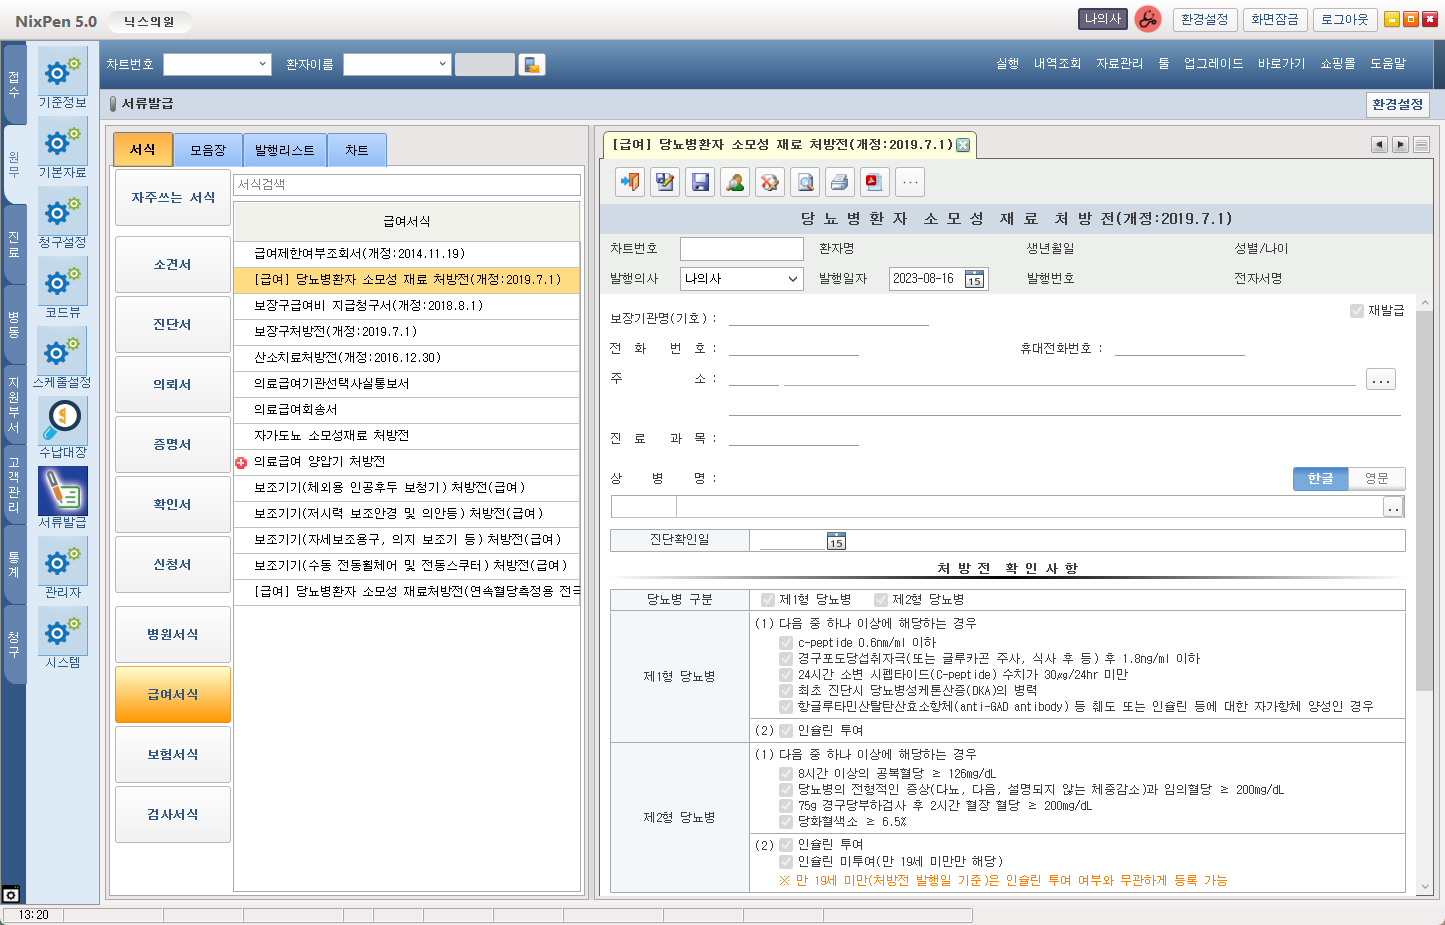 NixPen 5.0 닉스의원
나의사 환경설정 화면잠금 로그아웃
차트번호 환자이름
실행 내역조회 자료관리 툴 업그레이드 바로가기 쇼핑몰 도움말
서류발급
환경설정
접수
원무
진료
병동
지원부서
고객관리
통계
청구
기준정보
기본자료
청구설정
코드뷰
스케줄설정
수납대장
서류발급
관리자
시스템
서식 모음장 발행리스트 차트
자주쓰는 서식
소견서
진단서
의뢰서
증명서
확인서
신청서
병원서식
급여서식
보험서식
검사서식
서식검색
급여서식
급여제한여부조회서(개정:2014.11.19)
[급여] 당뇨병환자 소모성 재료 처방전(개정:2019.7.1)
보장구급여비 지급청구서(개정:2018.8.1)
보장구처방전(개정:2019.7.1)
산소치료처방전(개정:2016.12.30)
의료급여기관선택사실통보서
의료급여회송서
자가도뇨 소모성재료 처방전
의료급여 양압기 처방전
보조기기(체외용 인공후두 보청기)처방전(급여)
보조기기(저시력 보조안경 및 의안등)처방전(급여)
보조기기(자세보조용구, 의지 보조기 등)처방전(급여)
보조기기(수동 전동휠체어 및 전동스쿠터)처방전(급여)
[급여] 당뇨병환자 소모성 재료처방전(연속혈당측정용 전극
[급여] 당뇨병환자 소모성 재료 처방전(개정:2019.7.1)
당 뇨 병 환 자 소 모 성 재 료 처 방 전(개정:2019.7.1)
차트번호 환자명 생년월일 성별/나이
발행의사 나의사 발행일자 2023-08-16 15 발행번호 전자서명
보장기관명(기호) :
재발급
전 화 번 호 : 휴대전화번호 :
주 소 : ...
진 료 과 목 :
상 병 명 : 한글 영문
..
진단확인일 15
처 방 전 확 인 사 항
당뇨병 구분 제1형 당뇨병 제2형 당뇨병
제1형 당뇨병
(1) 다음 중 하나 이상에 해당하는 경우
c-peptide 0.6nm/ml 이하
경구포도당섭취자극(또는 글루카곤 주사, 식사 후 등) 후 1.8ng/ml 이하
24시간 소변 시펩타이드(C-peptide) 수치가 30㎍/24hr 미만
최초 진단시 당뇨병성케톤산증(DKA)의 병력
항글루타민산탈탄산효소항체(anti-GAD antibody) 등 췌도 또는 인슐린 등에 대한 자가항체 양성인 경우
(2) 인슐린 투여
제2형 당뇨병
(1) 다음 중 하나 이상에 해당하는 경우
8시간 이상의 공복혈당 ≥ 126mg/dL
당뇨병의 전형적인 증상(다뇨, 다음, 설명되지 않는 체중감소)과 임의혈당 ≥ 200mg/dL
75g 경구당부하검사 후 2시간 혈장 혈당 ≥ 200mg/dL
당화혈색소 ≥ 6.5%
(2) 인슐린 투여
인슐린 미투여(만 19세 미만만 해당)
※ 만 19세 미만(처방전 발행일 기준)은 인슐린 투여 여부와 무관하게 등록 가능
13:20